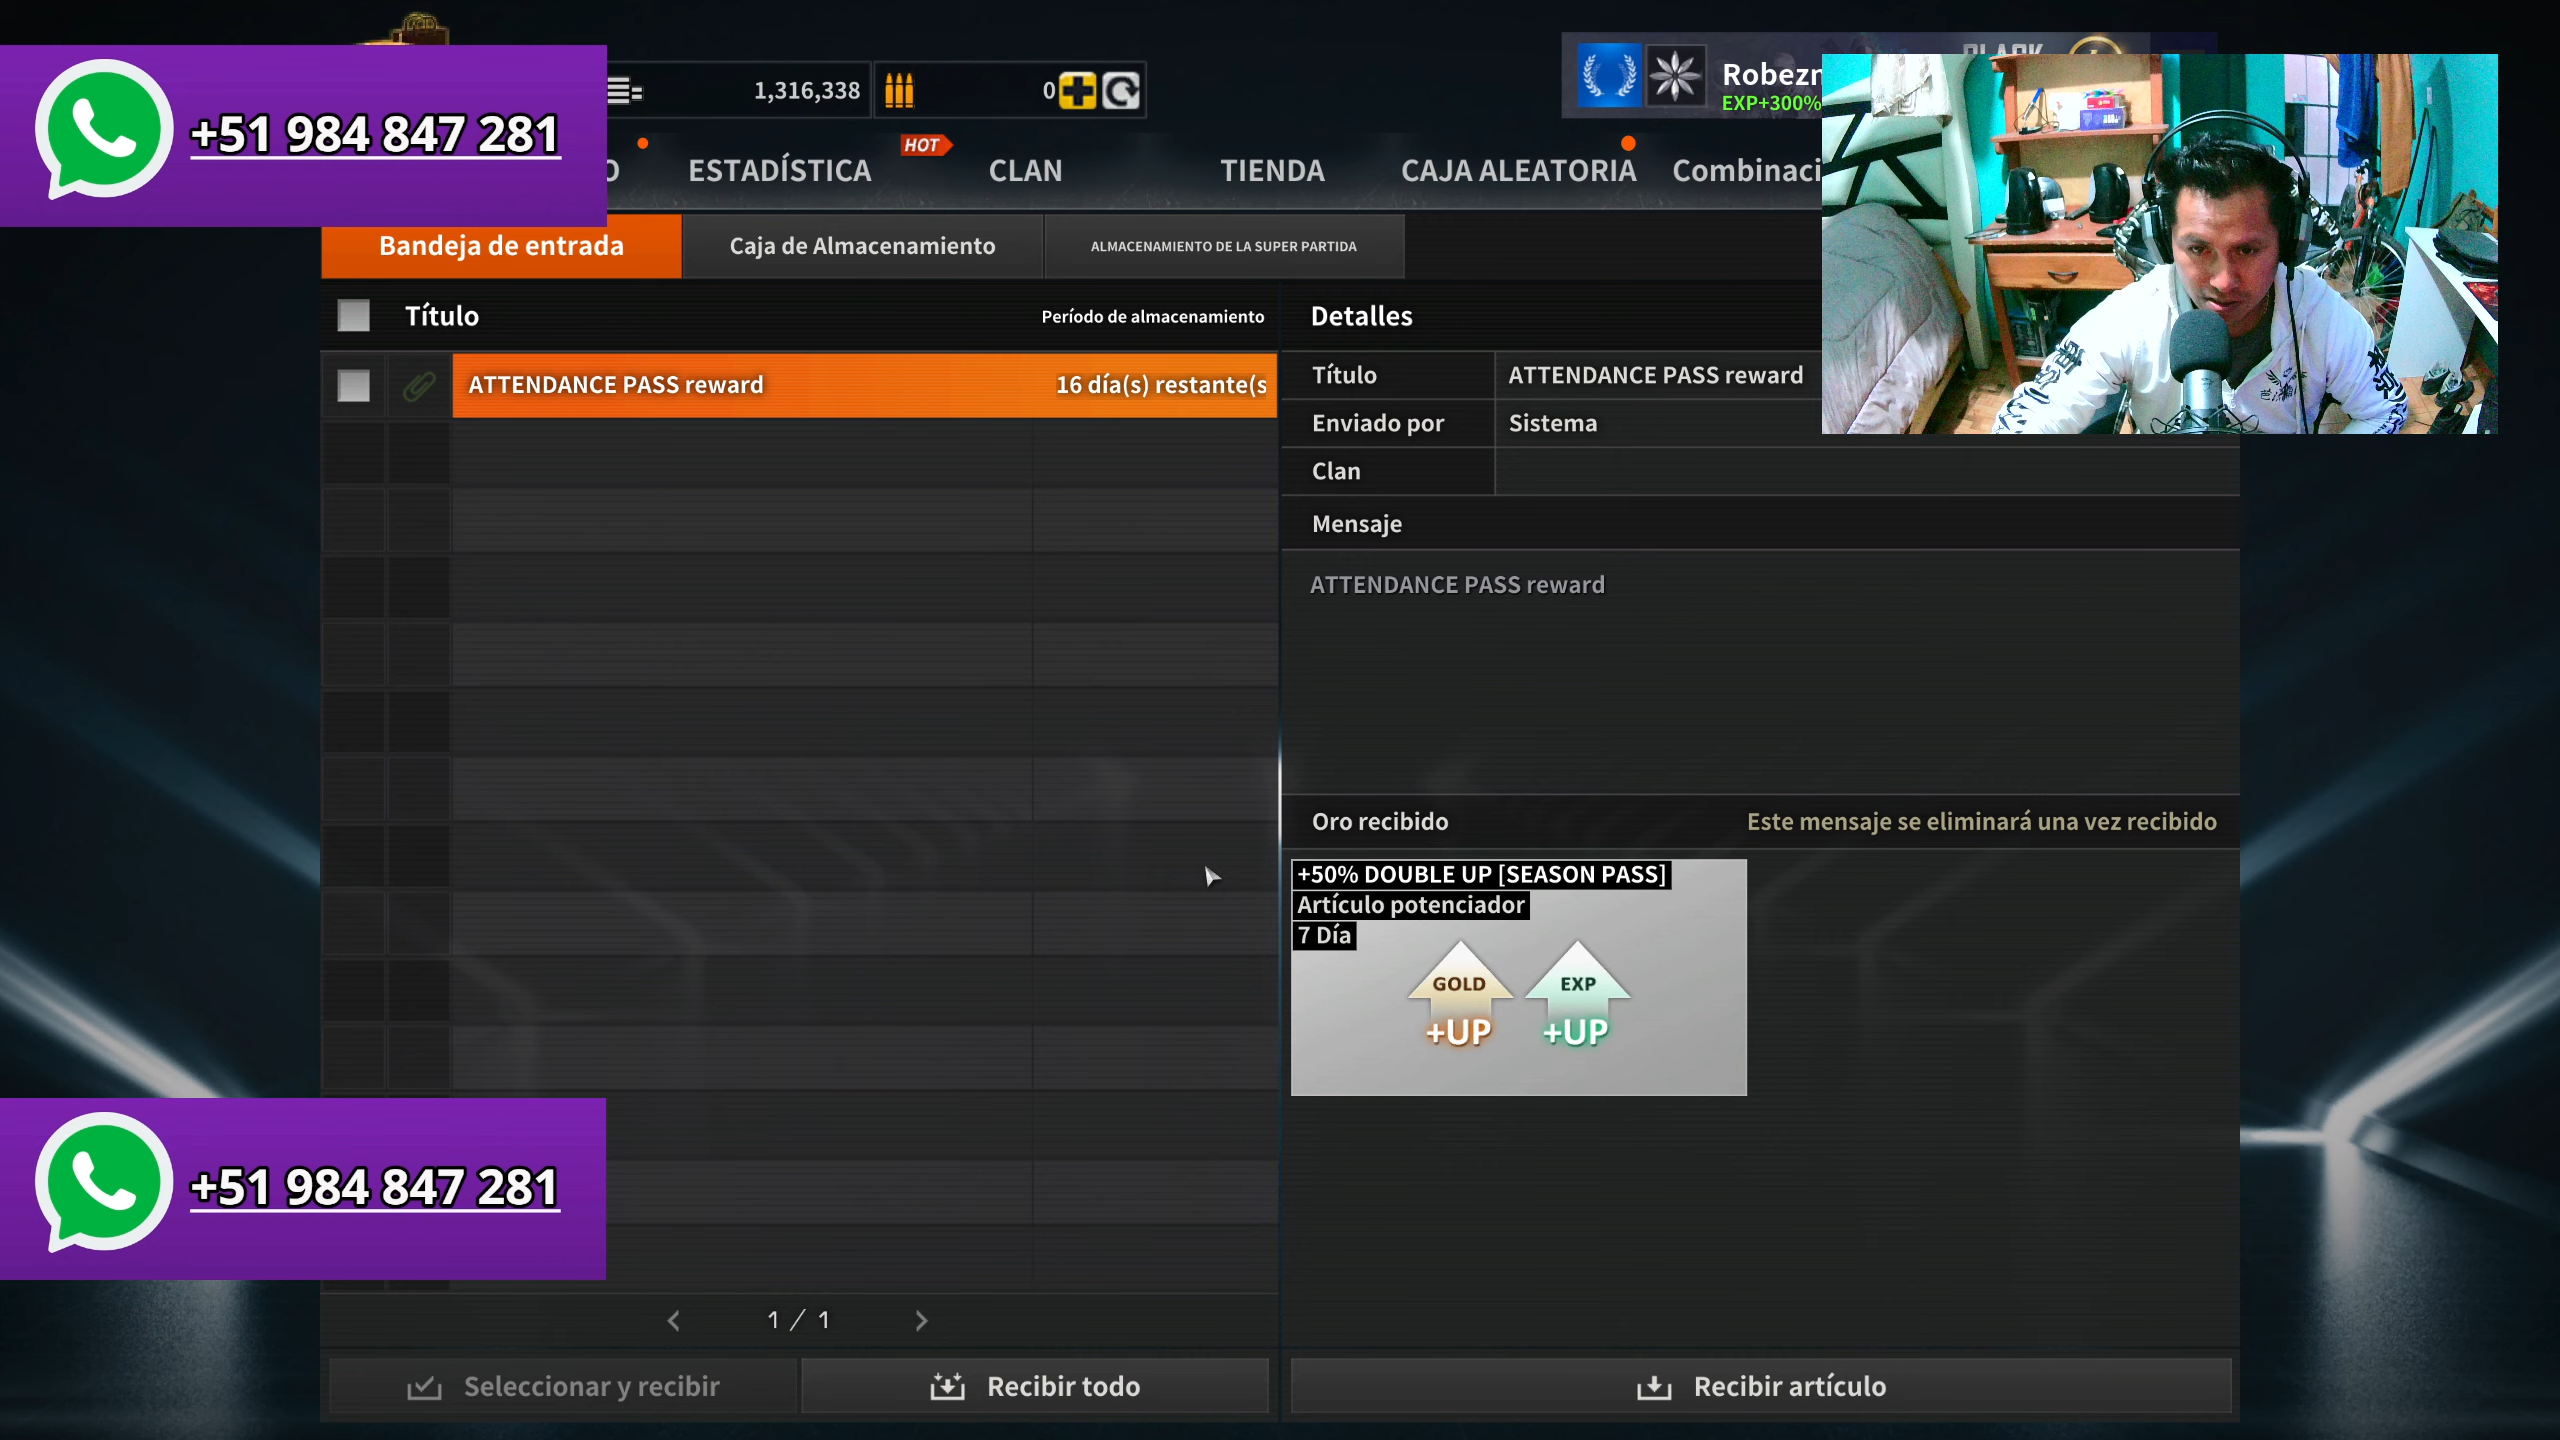 +51 984 847 281
1,316,338
0
Robezn
EXP+300%
HOT
ESTADÍSTICA
CLAN
TIENDA
CAJA ALEATORIA
Combinaci
Bandeja de entrada
Caja de Almacenamiento
ALMACENAMIENTO DE LA SUPER PARTIDA
Título
Período de almacenamiento
ATTENDANCE PASS reward
16 día(s) restante(s
Detalles
Título
ATTENDANCE PASS reward
Enviado por
Sistema
Clan
Mensaje
ATTENDANCE PASS reward
Oro recibido
Este mensaje se eliminará una vez recibido
+50% DOUBLE UP [SEASON PASS]
Artículo potenciador
7 Día
GOLD
+UP
EXP
+UP
+51 984 847 281
1 / 1
Seleccionar y recibir
Recibir todo
Recibir artículo